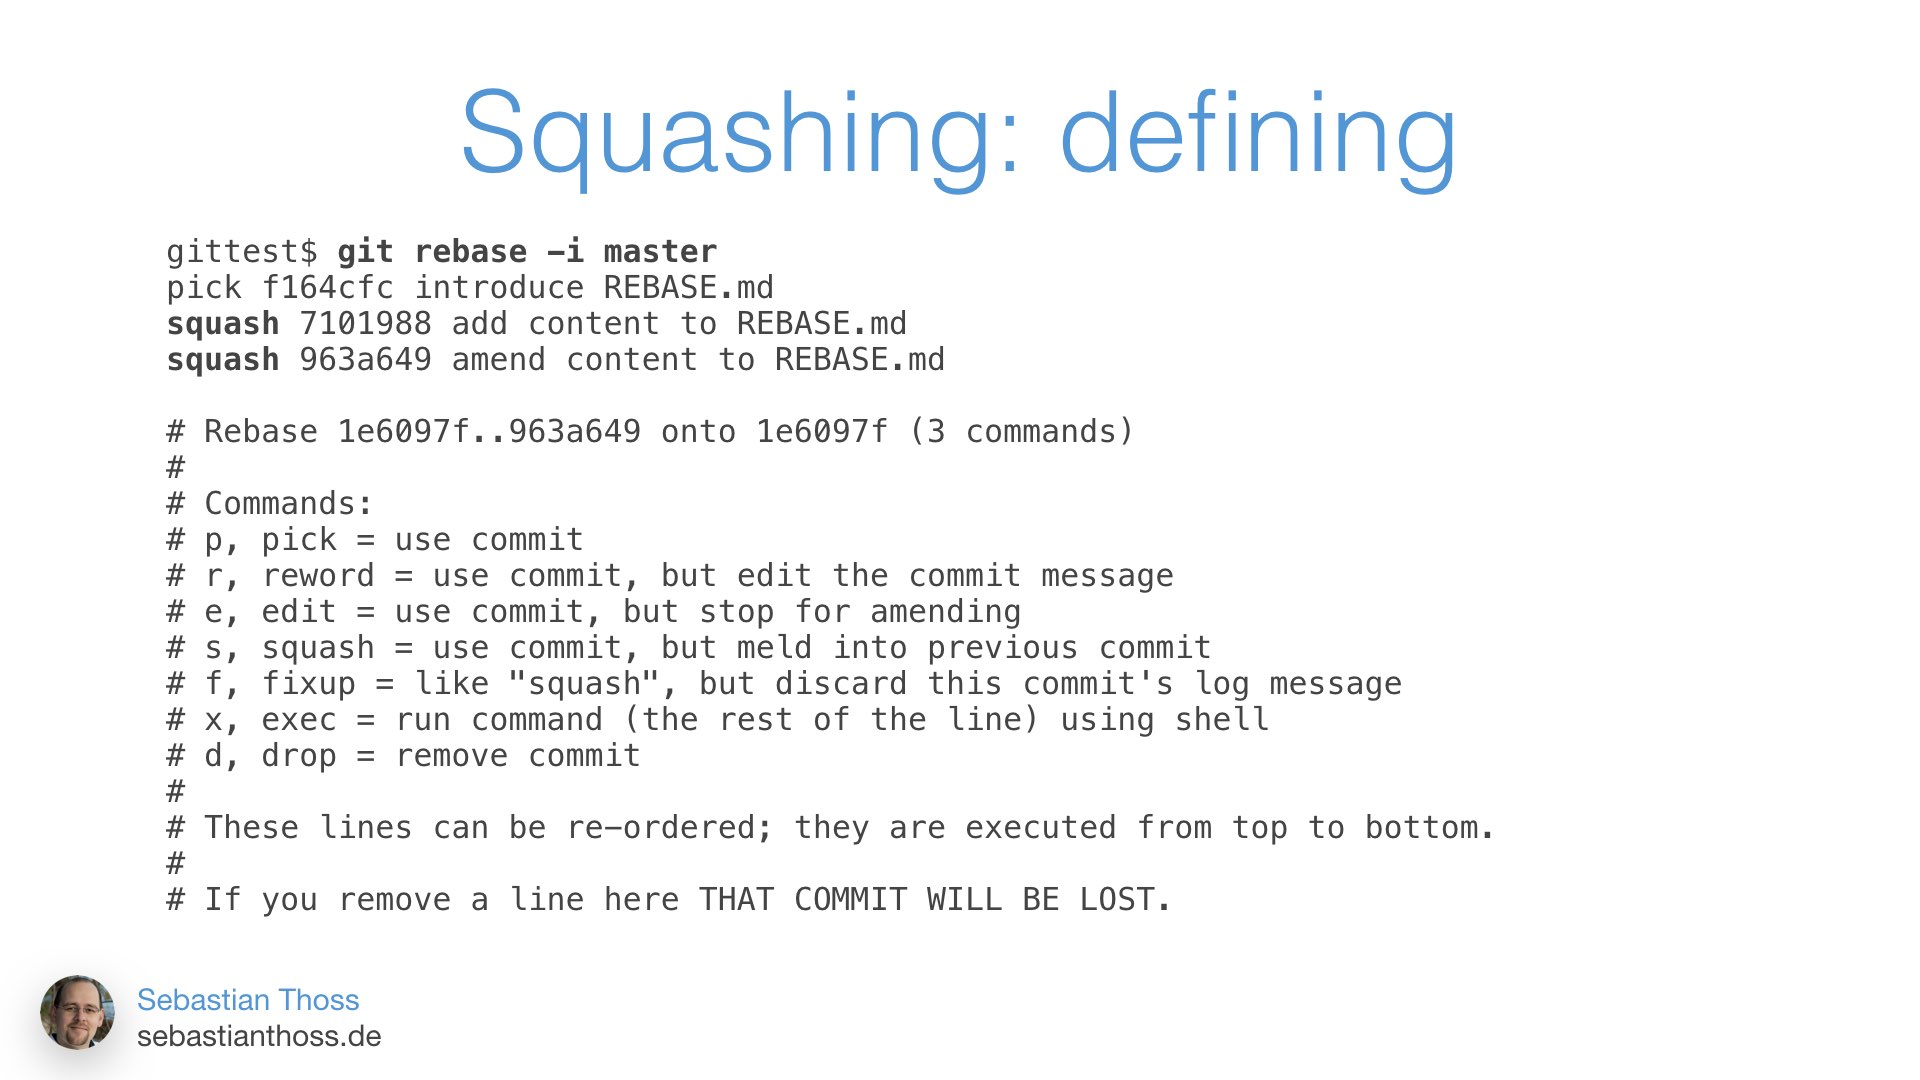 Squashing: defining
gittest$ git rebase -i master
pick f164cfc introduce REBASE.md
squash 7101988 add content to REBASE.md
squash 963a649 amend content to REBASE.md
# Rebase 1e6097f..963a649 onto 1e6097f (3 commands)
#
# Commands:
# p, pick = use commit
# r, reword = use commit, but edit the commit message
# e, edit = use commit, but stop for amending
# s, squash = use commit, but meld into previous commit
# f, fixup = like "squash", but discard this commit's log message
# x, exec = run command (the rest of the line) using shell
# d, drop = remove commit
#
# These lines can be re-ordered; they are executed from top to bottom.
#
# If you remove a line here THAT COMMIT WILL BE LOST.
Sebastian Thoss
sebastianthoss.de